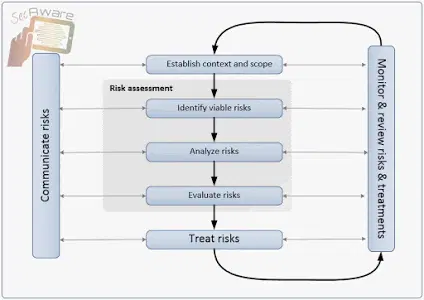 SecAware
Establish context and scope
Risk assessment
Identify viable risks
Analyze risks
Evaluate risks
Treat risks
Communicate risks
Monitor & review risks & treatments